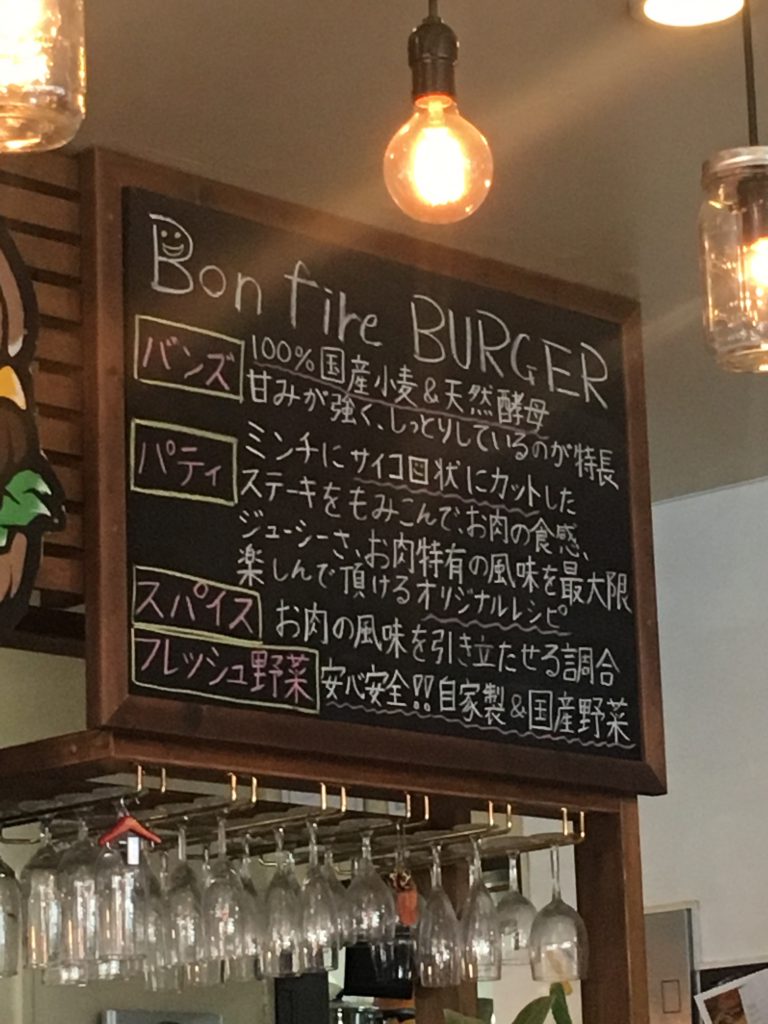 Bonfire BURGER
バンズ 100%国産小麦&天然酵母
甘みが強く、しっとりしているのが特長
パティ ミンチにサイコロ状にカットした
ステーキをもみこんで、お肉の食感、
ジューシーさ、お肉特有の風味を最大限
楽しんで頂けるオリジナルレシピ
スパイス お肉の風味を引き立たせる調合
フレッシュ野菜 安心安全!!自家製&国産野菜